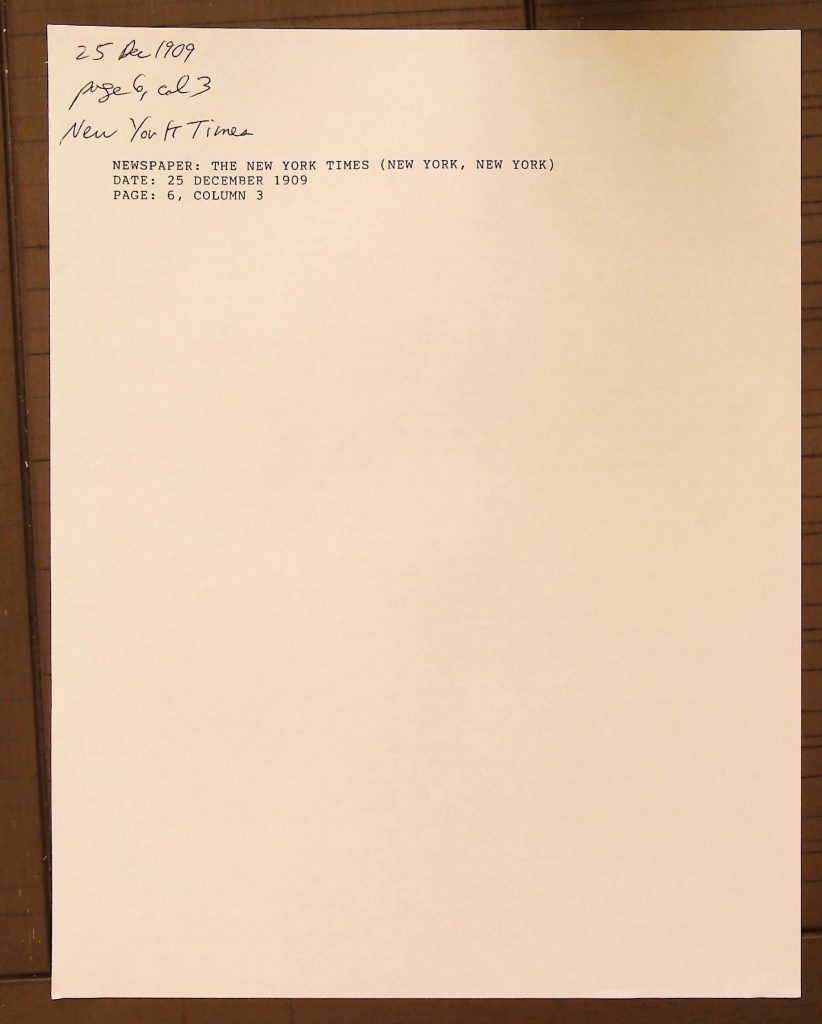 25 Dec 1909
page 6, col 3
New York Times
NEWSPAPER: THE NEW YORK TIMES (NEW YORK, NEW YORK)
DATE: 25 DECEMBER 1909
PAGE: 6, COLUMN 3